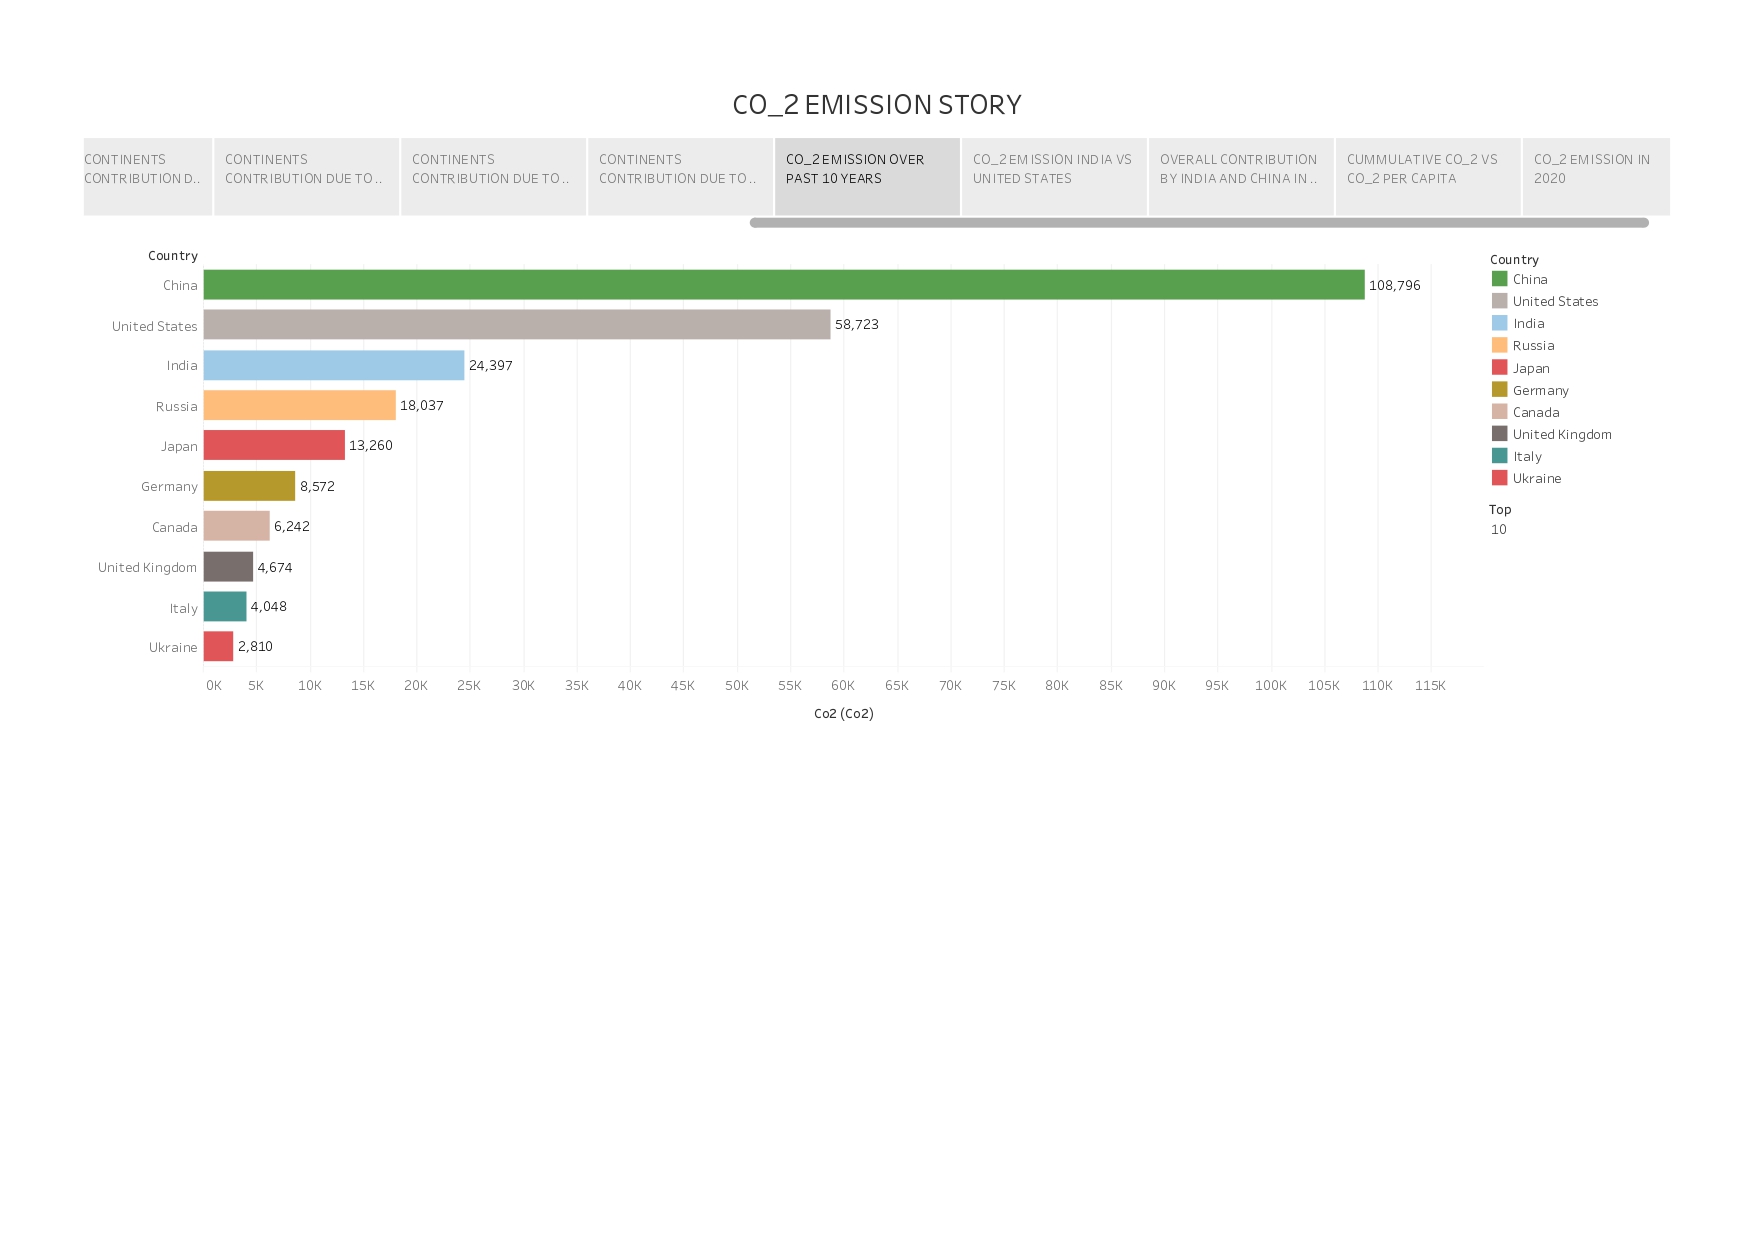 CO_2 EMISSION STORY
CONTINENTS
CONTRIBUTION D..
CONTINENTS
CONTRIBUTION DUE TO ..
CONTINENTS
CONTRIBUTION DUE TO ..
CONTINENTS
CONTRIBUTION DUE TO ..
CO_2 EMISSION OVER
PAST 10 YEARS
CO_2 EMISSION INDIA VS
UNITED STATES
OVERALL CONTRIBUTION
BY INDIA AND CHINA IN ..
CUMMULATIVE CO_2 VS
CO_2 PER CAPITA
CO_2 EMISSION IN
2020
Country
China 108,796
United States 58,723
India 24,397
Russia 18,037
Japan 13,260
Germany 8,572
Canada 6,242
United Kingdom 4,674
Italy 4,048
Ukraine 2,810
0K 5K 10K 15K 20K 25K 30K 35K 40K 45K 50K 55K 60K 65K 70K 75K 80K 85K 90K 95K 100K 105K 110K 115K
Co2 (Co2)
Country
China
United States
India
Russia
Japan
Germany
Canada
United Kingdom
Italy
Ukraine
Top
10